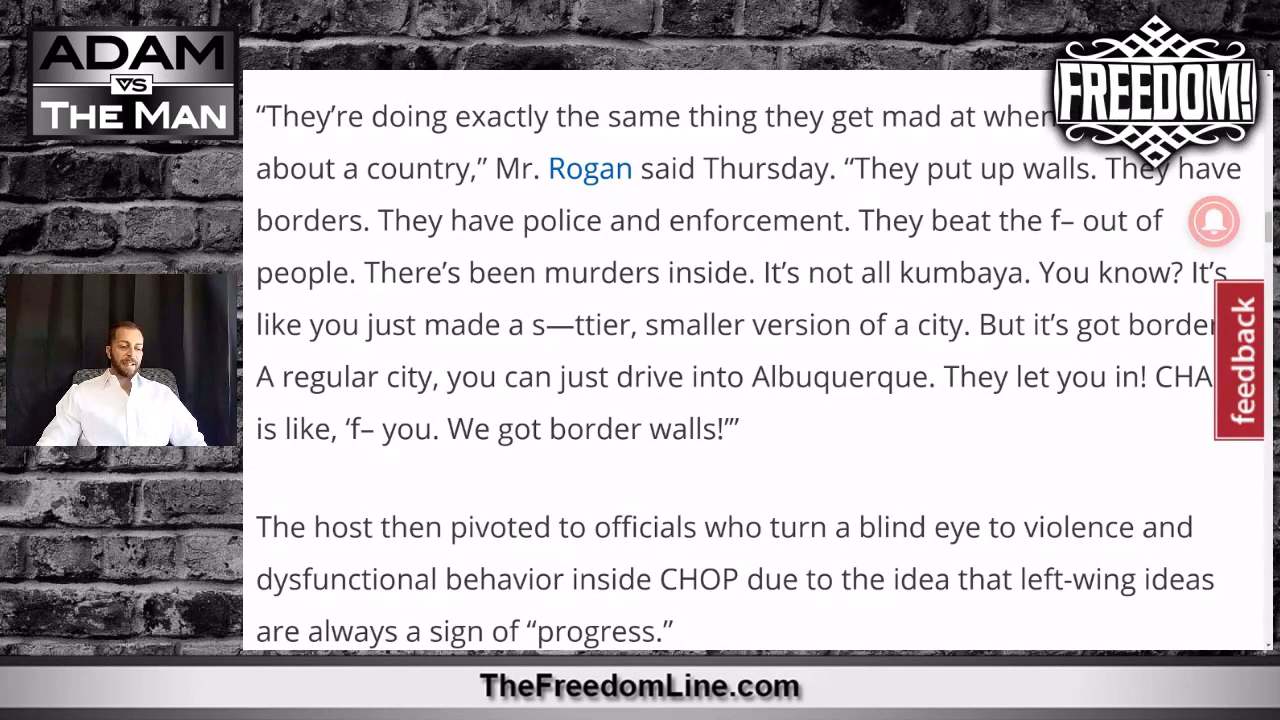 ADAM
VS
THE MAN
FREEDOM!
“They’re doing exactly the same thing they get mad at when
about a country,” Mr. Rogan said Thursday. “They put up walls. They have
borders. They have police and enforcement. They beat the f– out of
people. There’s been murders inside. It’s not all kumbaya. You know? It’s
like you just made a s—ttier, smaller version of a city. But it’s got border
A regular city, you can just drive into Albuquerque. They let you in! CHA
is like, ‘f– you. We got border walls!’”
The host then pivoted to officials who turn a blind eye to violence and
dysfunctional behavior inside CHOP due to the idea that left-wing ideas
are always a sign of “progress.”
feedback
TheFreedomLine.com